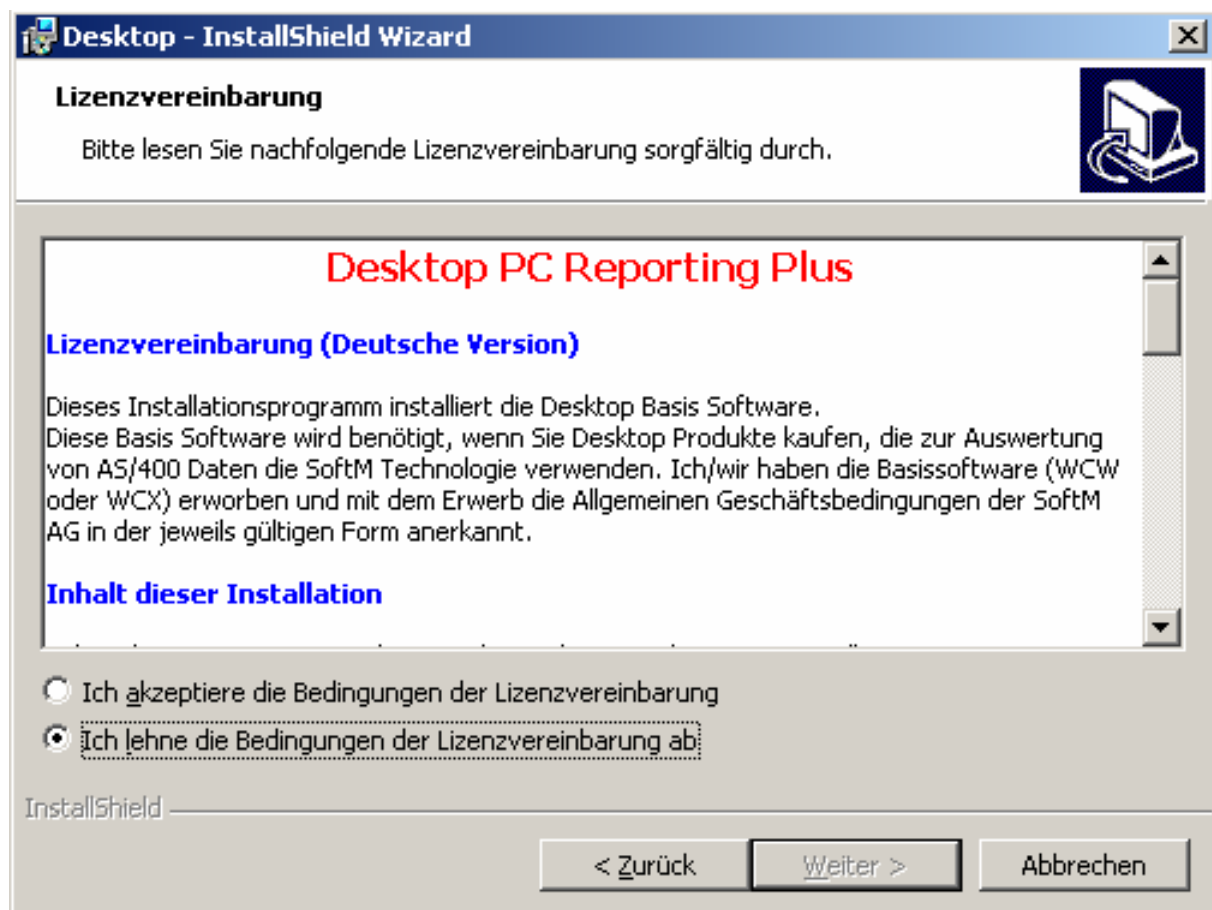 Desktop - InstallShield Wizard
Lizenzvereinbarung
Bitte lesen Sie nachfolgende Lizenzvereinbarung sorgfältig durch.
Desktop PC Reporting Plus
Lizenzvereinbarung (Deutsche Version)
Dieses Installationsprogramm installiert die Desktop Basis Software.
Diese Basis Software wird benötigt, wenn Sie Desktop Produkte kaufen, die zur Auswertung
von AS/400 Daten die SoftM Technologie verwenden. Ich/wir haben die Basissoftware (WCW
oder WCX) erworben und mit dem Erwerb die Allgemeinen Geschäftsbedingungen der SoftM
AG in der jeweils gültigen Form anerkannt.
Inhalt dieser Installation
Ich akzeptiere die Bedingungen der Lizenzvereinbarung
Ich lehne die Bedingungen der Lizenzvereinbarung ab
InstallShield
< Zurück
Weiter >
Abbrechen